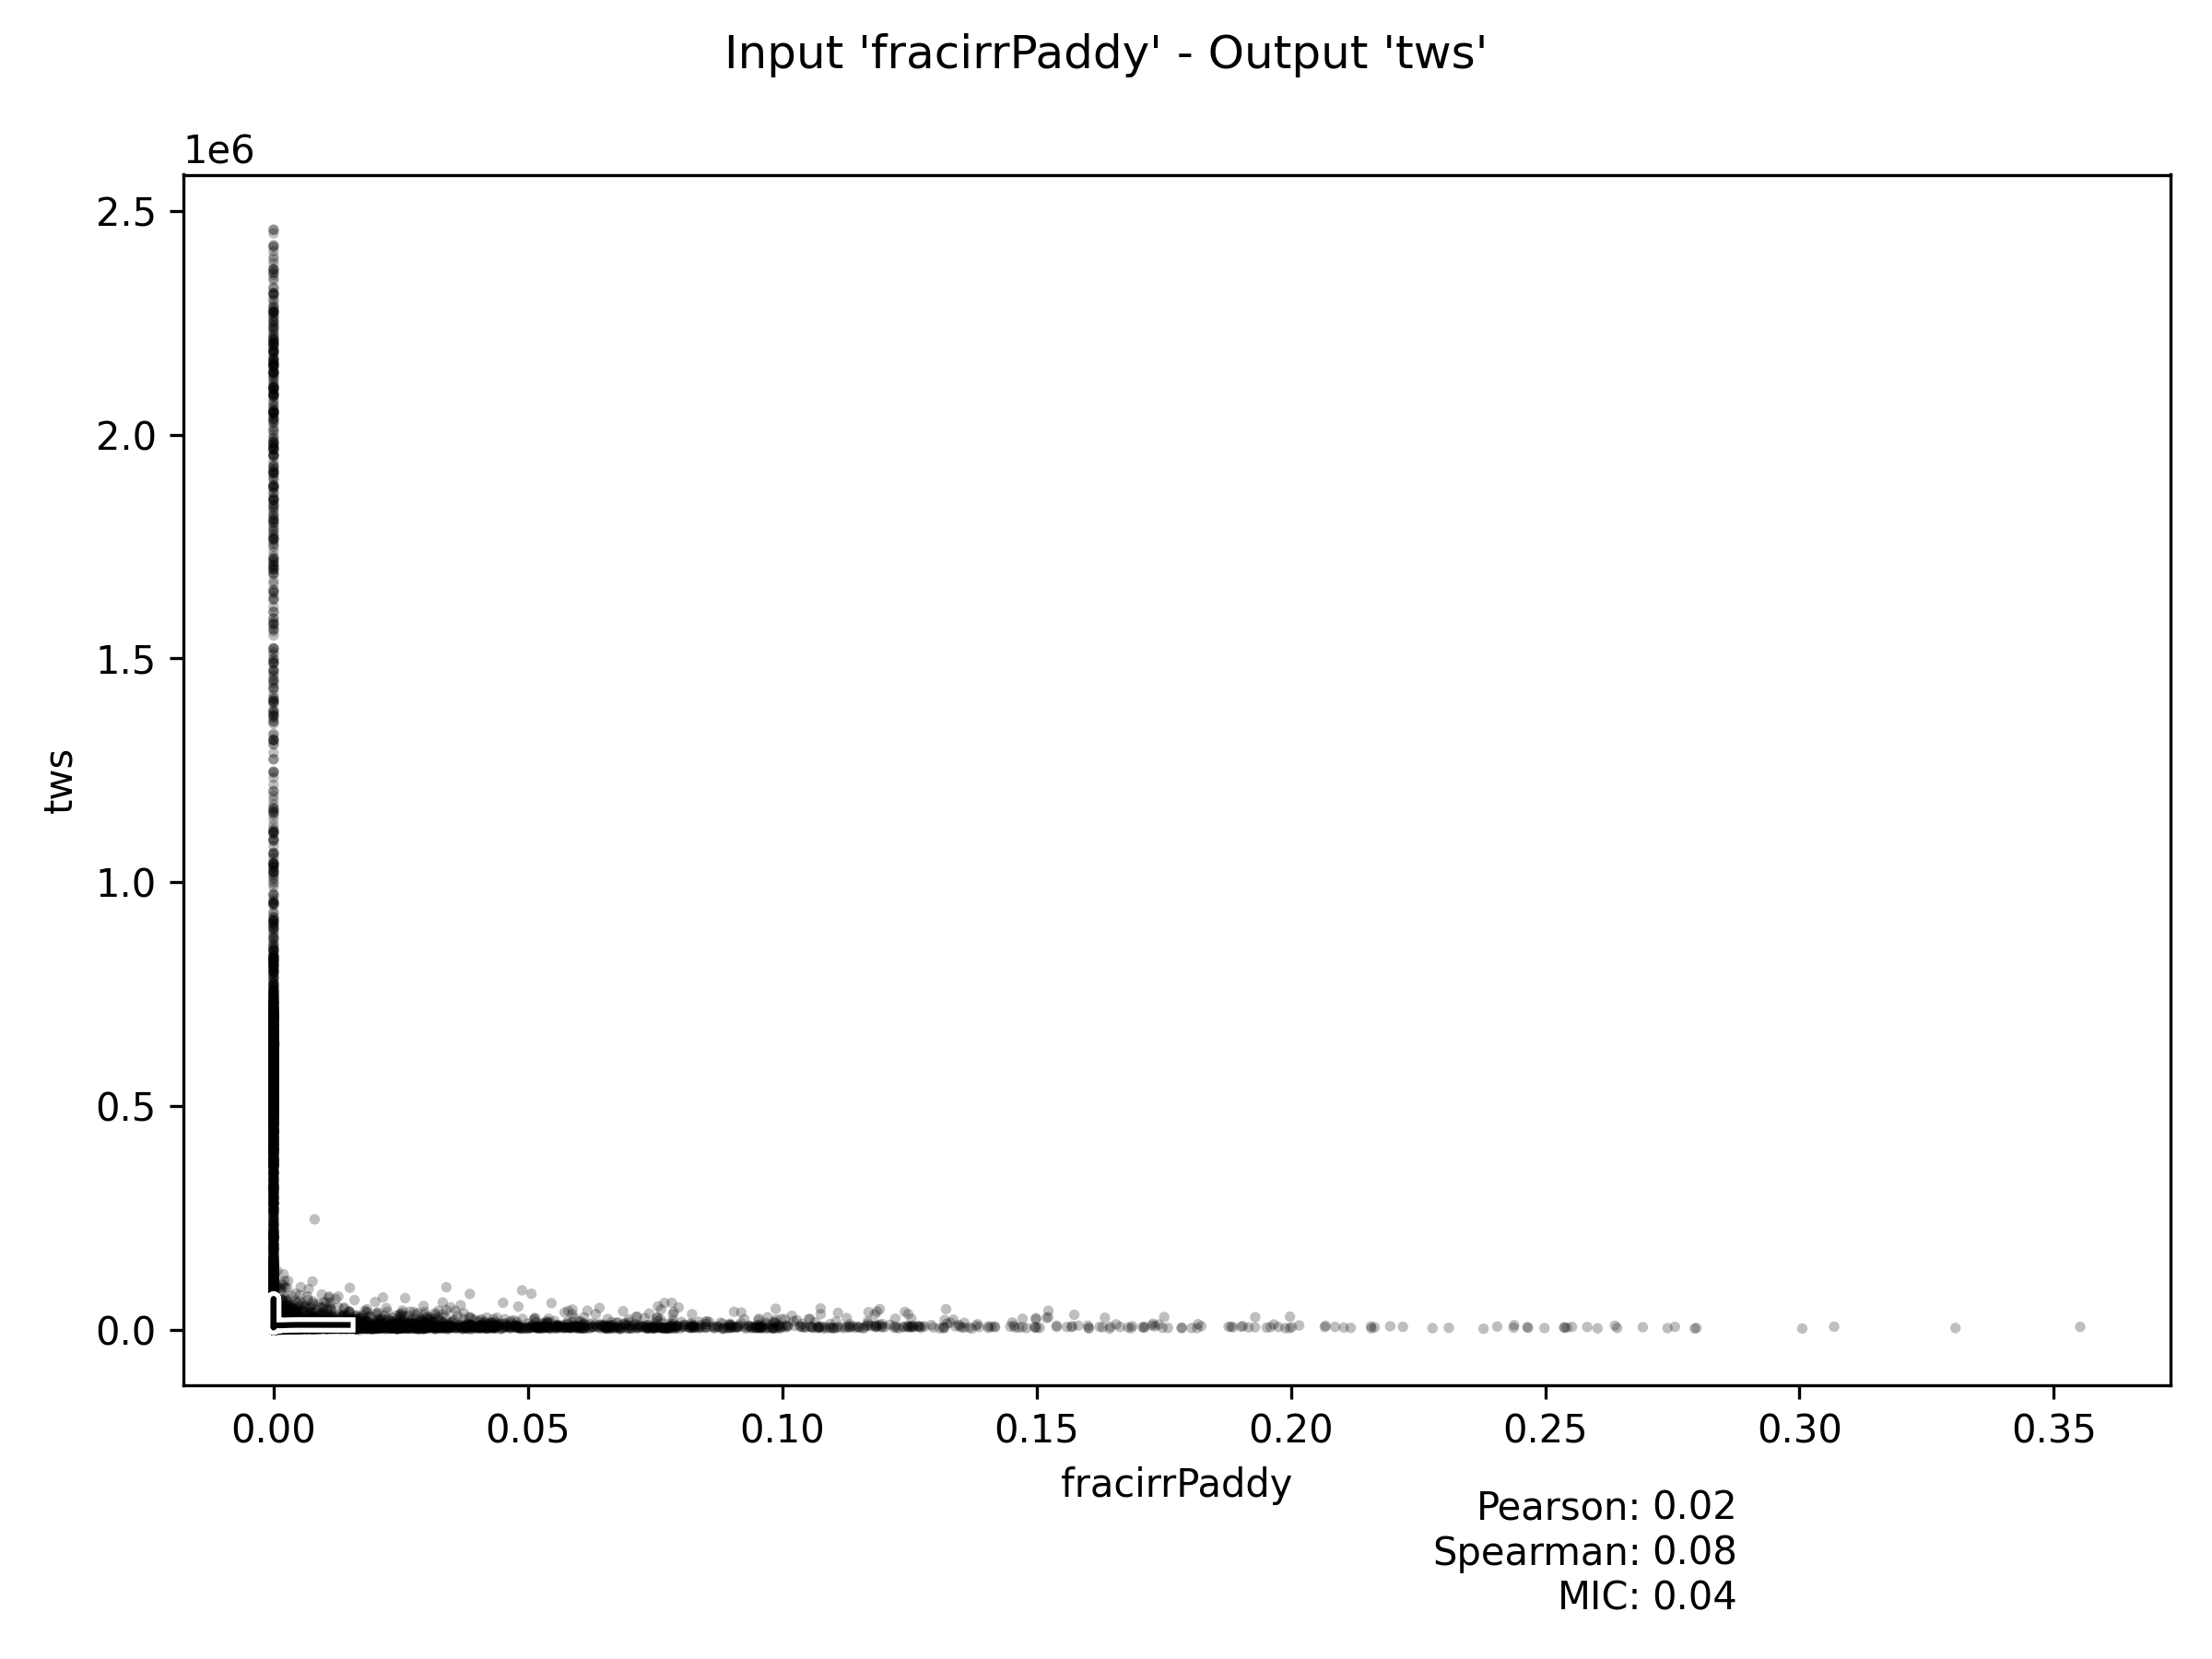 Input 'fracirrPaddy' - Output 'tws'
1e6
2.5
2.0
1.5
1.0
0.5
0.0
tws
0.00 0.05 0.10 0.15 0.20 0.25 0.30 0.35
fracirrPaddy
Pearson: 0.02
Spearman: 0.08
MIC: 0.04